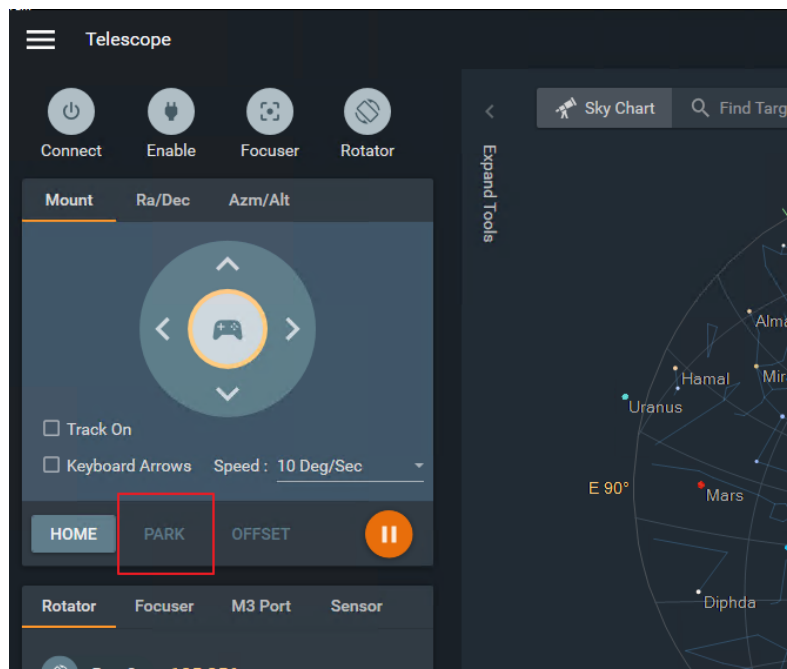 Telescope
Connect Enable Focuser Rotator
Mount Ra/Dec Azm/Alt
Track On
Keyboard Arrows Speed : 10 Deg/Sec
HOME PARK OFFSET
Rotator Focuser M3 Port Sensor
Expand Tools
Sky Chart Find Targ
Alma
Hamal Mir
Uranus
E 90°
Mars
Diphda